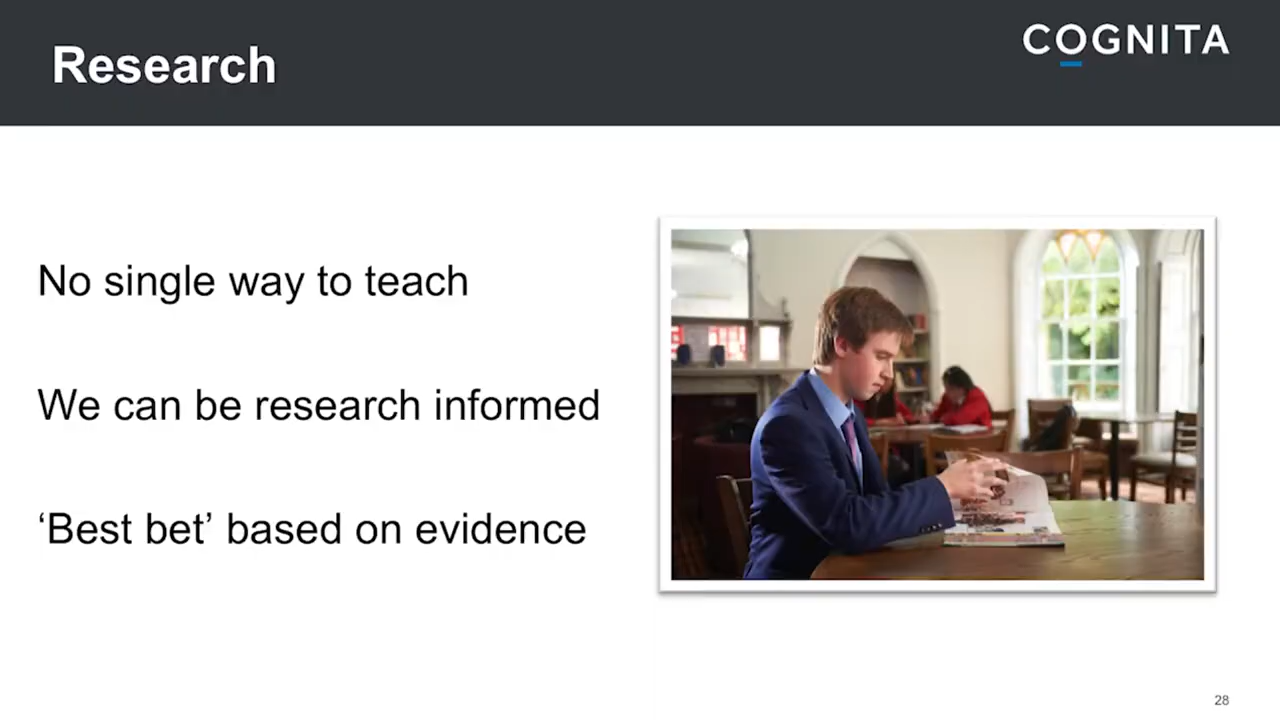 Research
COGNITA
No single way to teach
We can be research informed
‘Best bet’ based on evidence
28